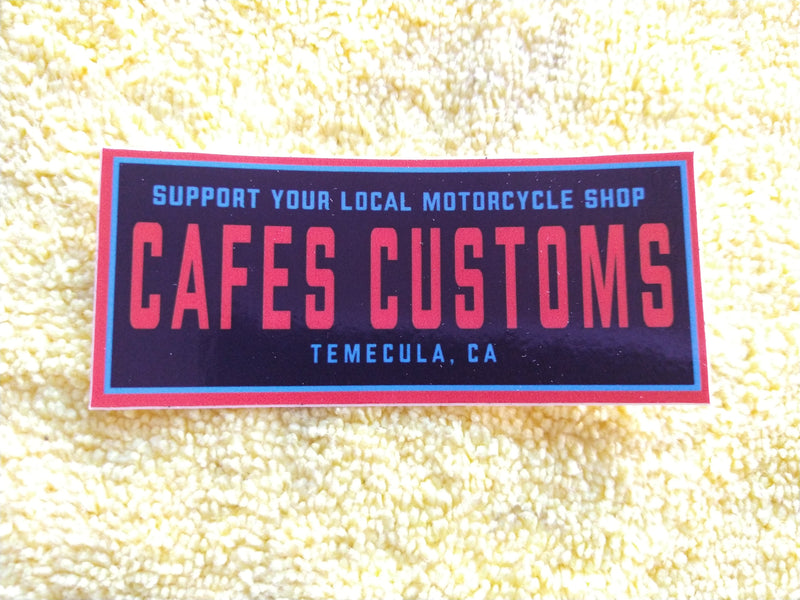 SUPPORT YOUR LOCAL MOTORCYCLE SHOP
CAFES CUSTOMS
TEMECULA, CA